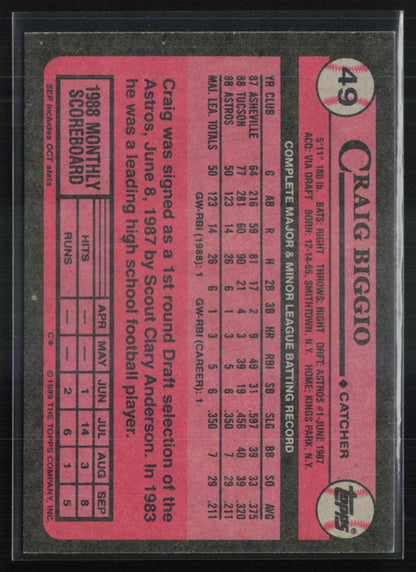 49
CRAIG BIGGIO
◆ CATCHER
TOPPS®
5'11" 180 lb. BATS: RIGHT THROWS: RIGHT DRFT: ASTROS #1-JUNE 1987
ACQ: VIA DRAFT BORN: 12-14-65, SMITHTOWN, N.Y. HOME: KINGS PARK, N.Y.
COMPLETE MAJOR & MINOR LEAGUE BATTING RECORD
YR CLUB G AB R H 2B 3B HR RBI SB SLG BB SO AVG
87 ASHEVILLE 64 216 59 81 17 2 9 49 31 .597 39 33 .375
88 TUCSON 77 281 60 90 21 4 3 39 19 .456 40 39 .320
88 ASTROS 50 123 14 26 6 1 3 5 6 .350 7 29 .211
MAJ. LEA. TOTALS 50 123 14 26 6 1 3 5 6 .350 7 29 .211
GW-RBI (1988): 1 GW-RBI (CAREER): 1
Craig was signed as a 1st round Draft selection of the
Astros, June 8, 1987 by Scout Clary Anderson. In 1983
he was a leading high school football player.
1988 MONTHLY
SCOREBOARD
SEP includes OCT stats
APR MAY JUN JUL AUG SEP
HITS — — 1 14 3 8
RUNS — — 2 6 1 5
C* © 1989 THE TOPPS COMPANY, INC.